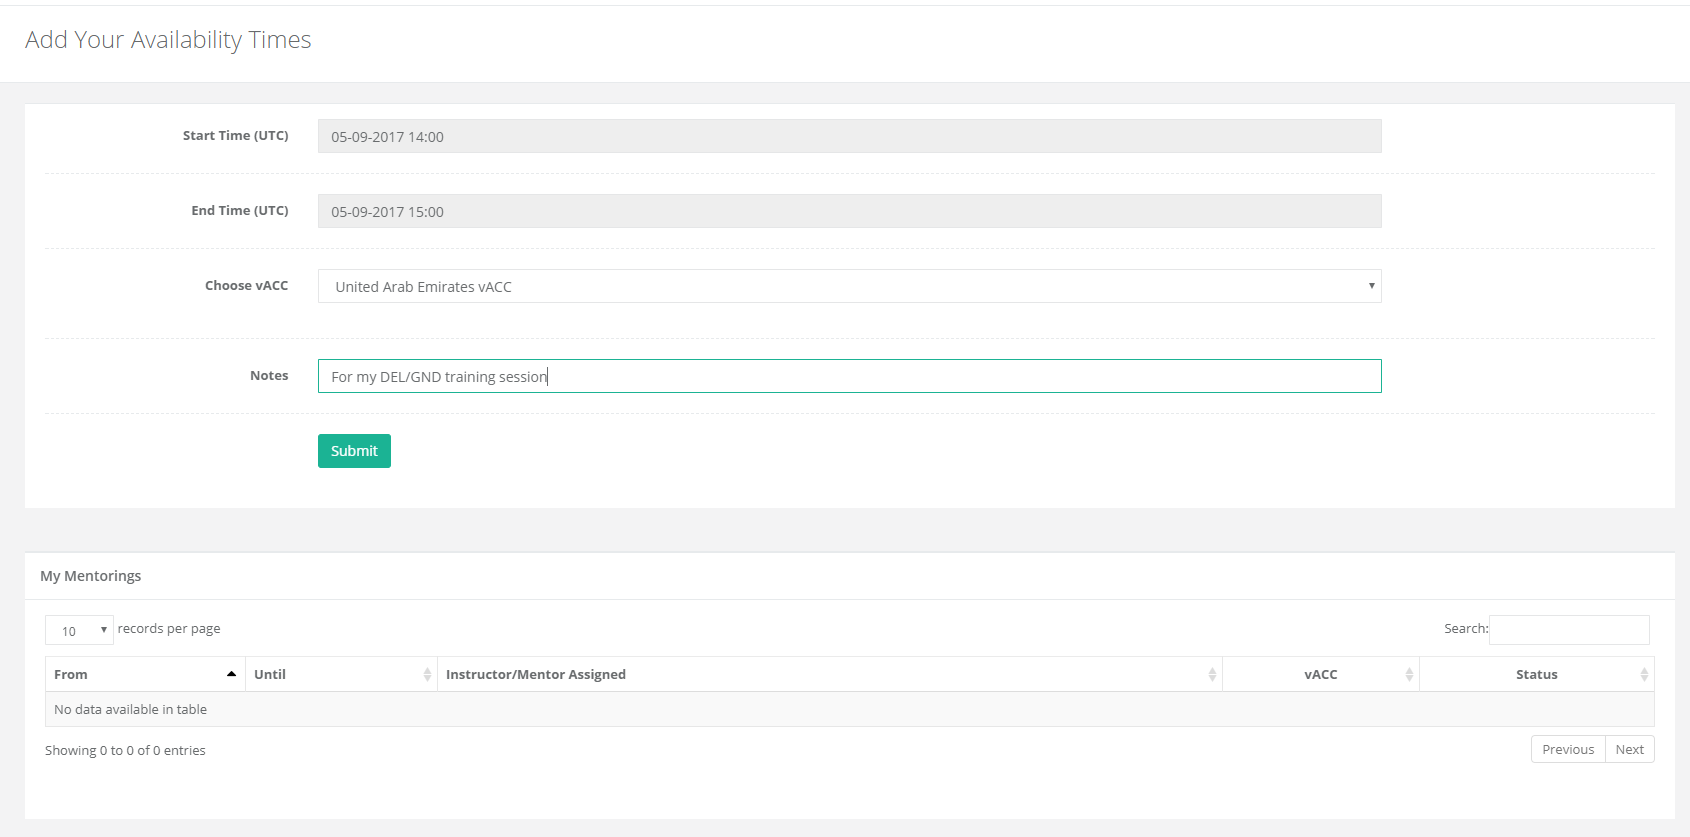 Add Your Availability Times
Start Time (UTC) 05-09-2017 14:00
End Time (UTC) 05-09-2017 15:00
Choose vACC United Arab Emirates vACC
Notes For my DEL/GND training session
Submit
My Mentorings
10 records per page Search:
From Until Instructor/Mentor Assigned vACC Status
No data available in table
Showing 0 to 0 of 0 entries Previous Next